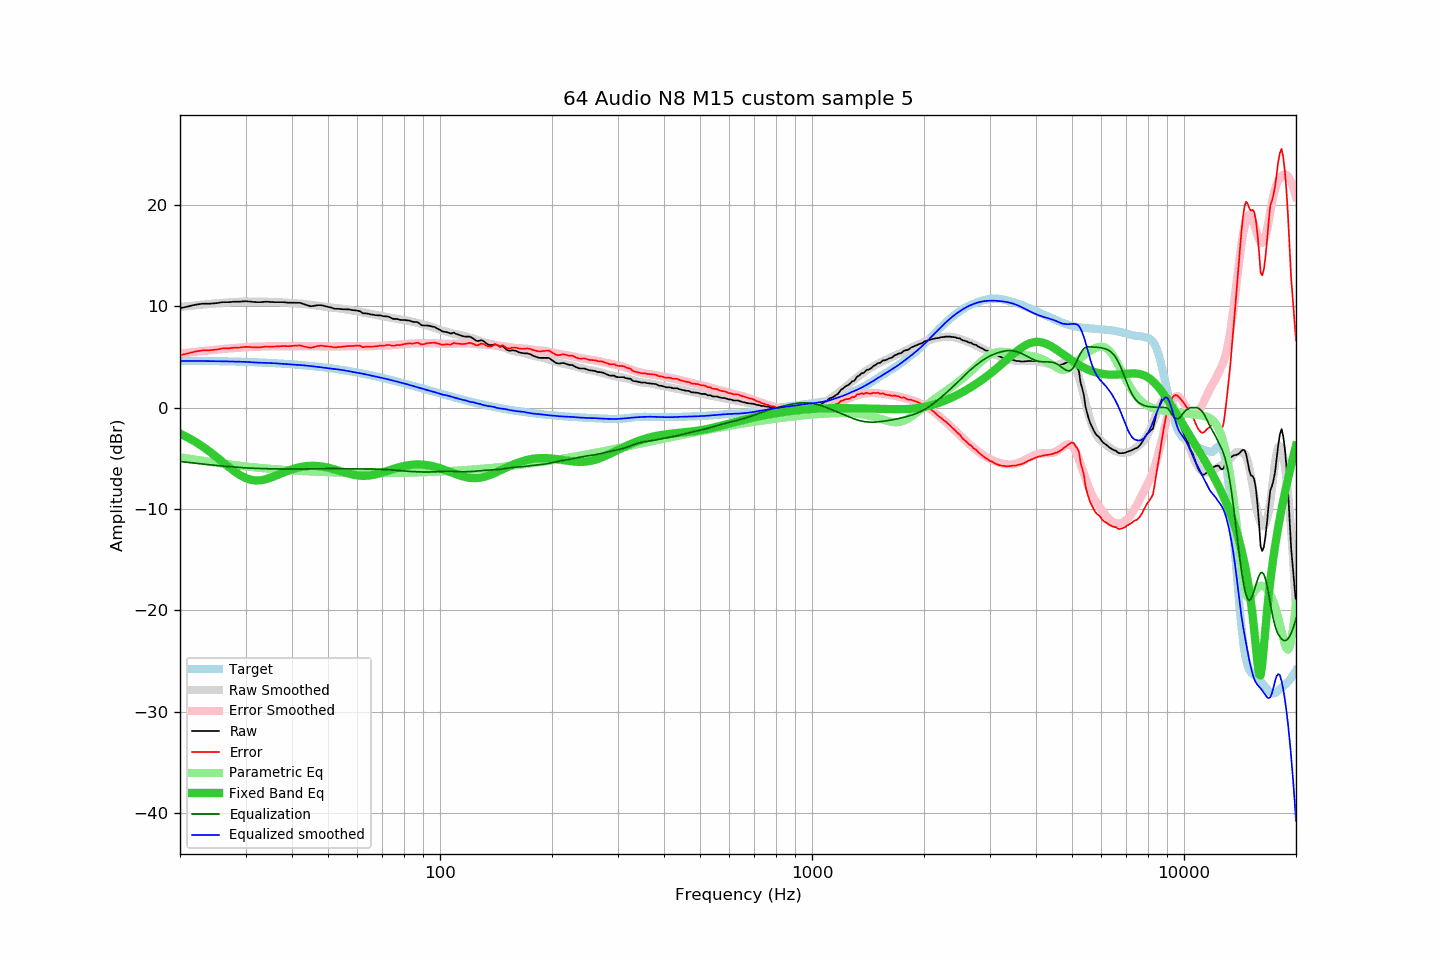 64 Audio N8 M15 custom sample 5
Amplitude (dBr)
20
10
0
−10
−20
−30
−40
Target
Raw Smoothed
Error Smoothed
Raw
Error
Parametric Eq
Fixed Band Eq
Equalization
Equalized smoothed
100
1000
10000
Frequency (Hz)